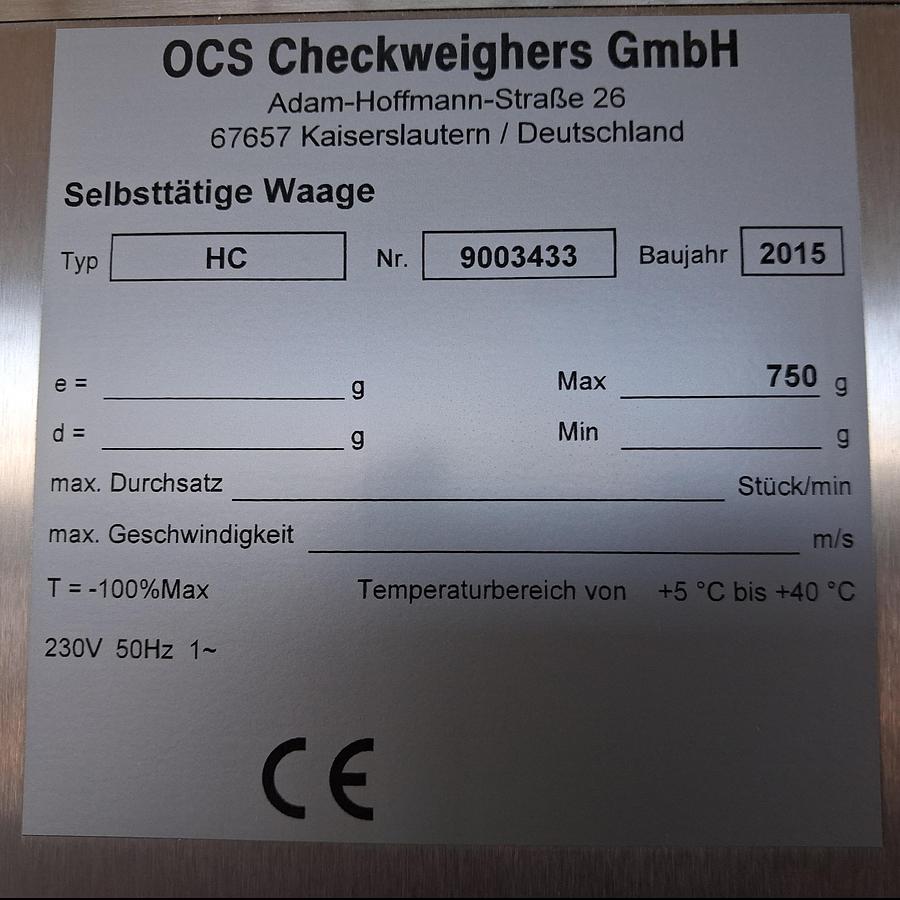 OCS Checkweighers GmbH
Adam-Hoffmann-Straße 26
67657 Kaiserslautern / Deutschland
Selbsttätige Waage
Typ HC Nr. 9003433 Baujahr 2015
e = g Max 750 g
d = g Min g
max. Durchsatz Stück/min
max. Geschwindigkeit m/s
T = -100%Max Temperaturbereich von +5 °C bis +40 °C
230V 50Hz 1~
CE